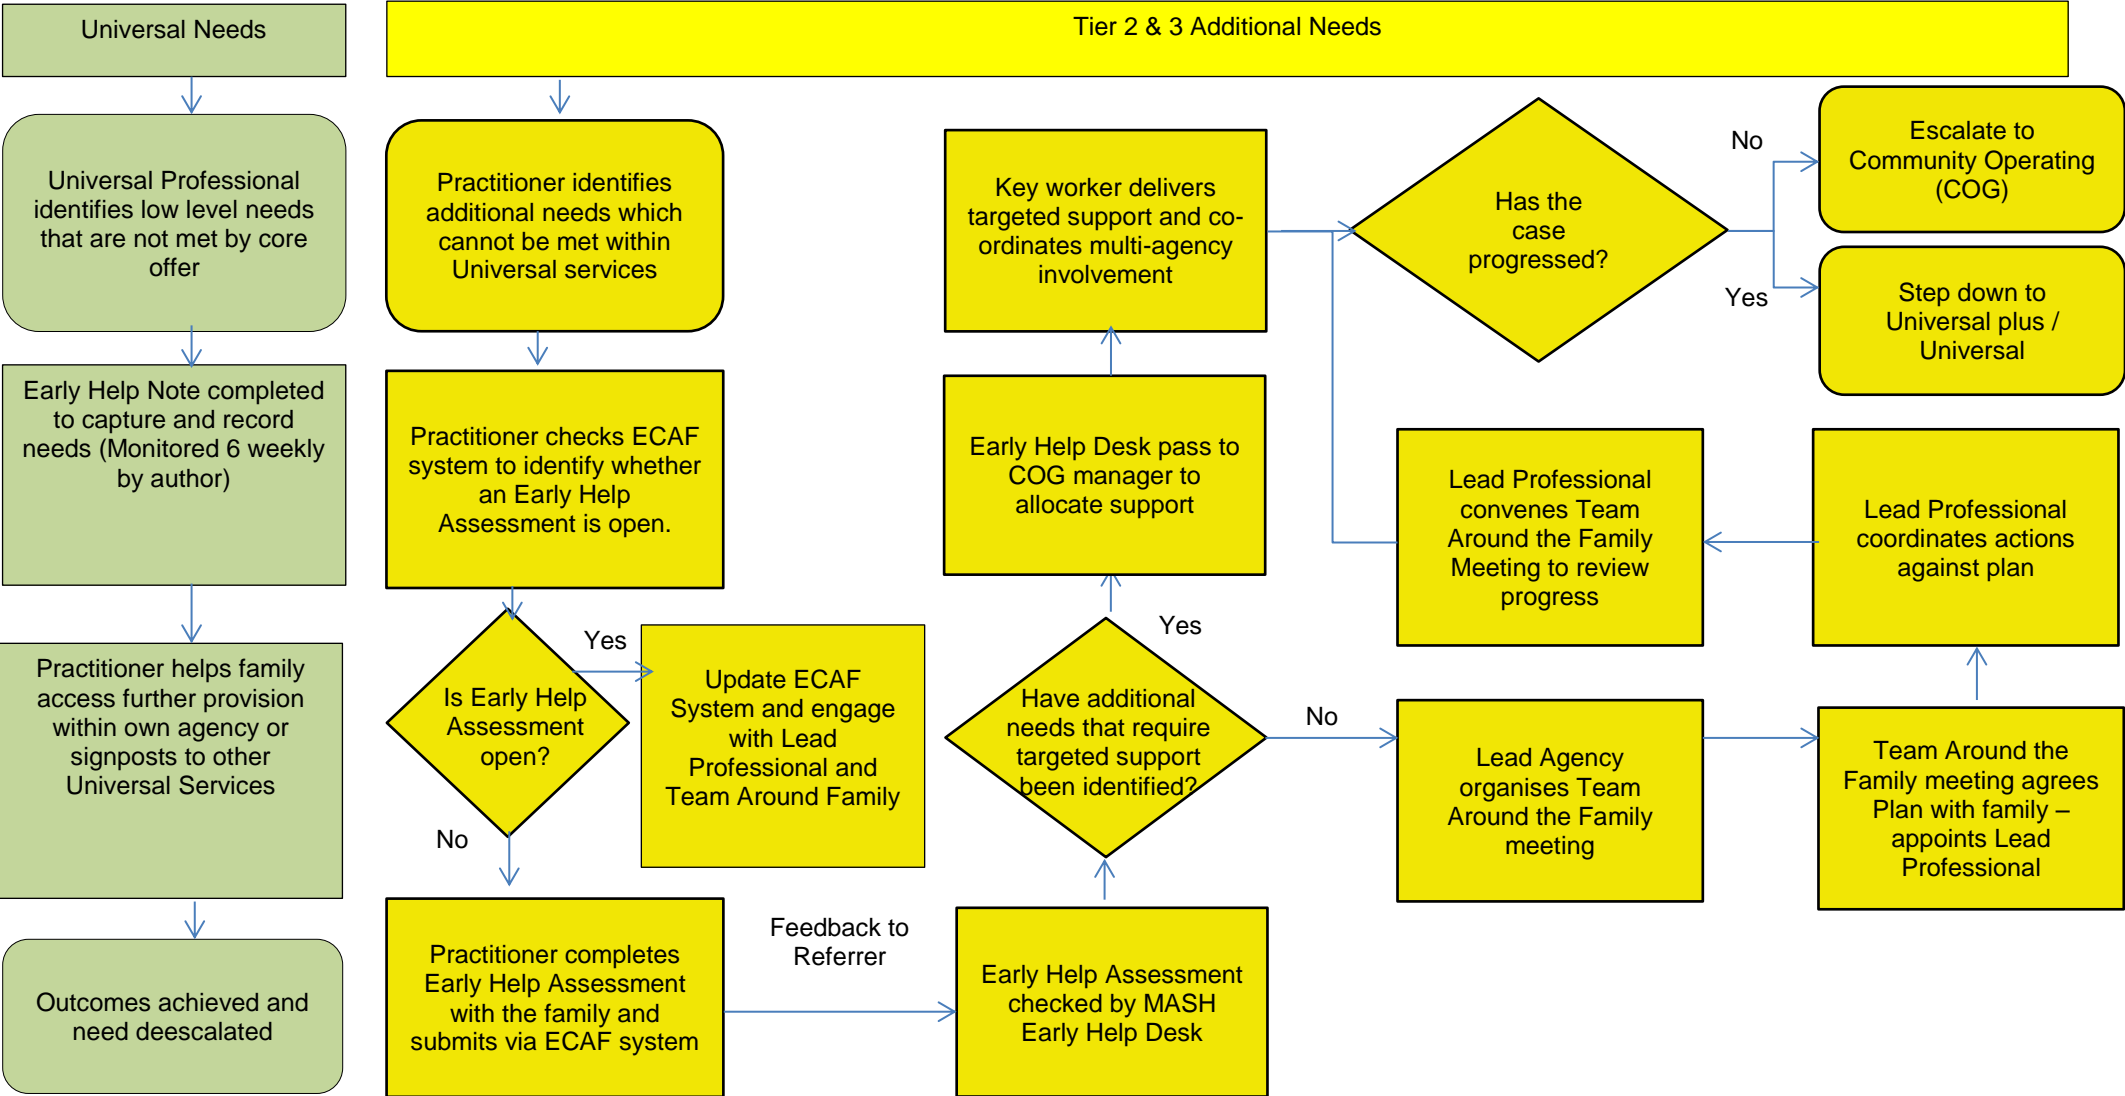 Universal Needs
Universal Professional
identifies low level needs
that are not met by core
offer
Early Help Note completed
to capture and record
needs (Monitored 6 weekly
by author)
Practitioner helps family
access further provision
within own agency or
signposts to other
Universal Services
Outcomes achieved and
need deescalated
Tier 2 & 3 Additional Needs
Practitioner identifies
additional needs which
cannot be met within
Universal services
Practitioner checks ECAF
system to identify whether
an Early Help
Assessment is open.
Is Early Help
Assessment
open?
Yes
Update ECAF
System and engage
with Lead
Professional and
Team Around Family
No
Practitioner completes
Early Help Assessment
with the family and
submits via ECAF system
Feedback to
Referrer
Early Help Assessment
checked by MASH
Early Help Desk
Have additional
needs that require
targeted support
been identified?
Yes
Early Help Desk pass to
COG manager to
allocate support
Key worker delivers
targeted support and co-
ordinates multi-agency
involvement
No
Lead Agency
organises Team
Around the Family
meeting
Team Around the
Family meeting agrees
Plan with family –
appoints Lead
Professional
Lead Professional
coordinates actions
against plan
Lead Professional
convenes Team
Around the Family
Meeting to review
progress
Has the
case
progressed?
No
Escalate to
Community Operating
(COG)
Yes
Step down to
Universal plus /
Universal